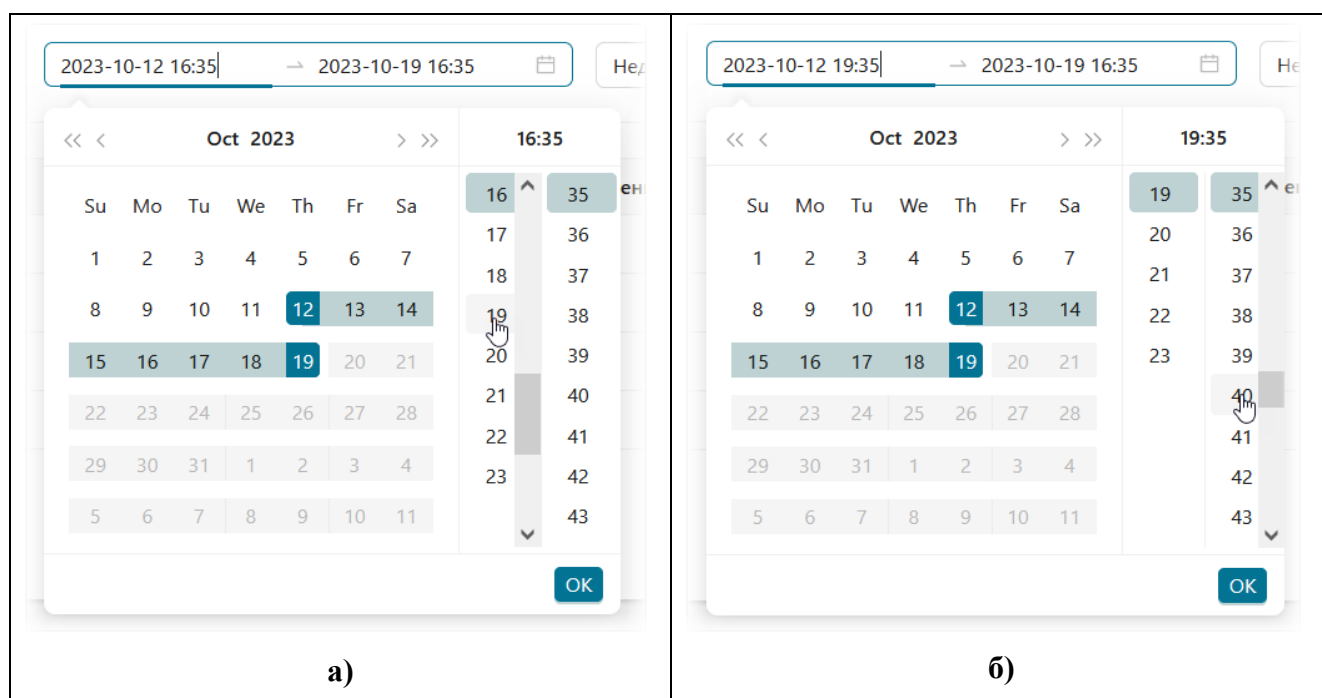 2023-10-12 16:35 → 2023-10-19 16:35
Нед
<< < Oct 2023 > >> 16:35
Su Mo Tu We Th Fr Sa 16 35 ен
17 36
1 2 3 4 5 6 7 18 37
8 9 10 11 12 13 14 19 38
15 16 17 18 19 20 21 20 39
22 23 24 25 26 27 28 21 40
22 41
29 30 31 1 2 3 4 23 42
5 6 7 8 9 10 11 43
OK
а)
2023-10-12 19:35 → 2023-10-19 16:35
Не
<< < Oct 2023 > >> 19:35
Su Mo Tu We Th Fr Sa 19 35 е
20 36
1 2 3 4 5 6 7 21 37
8 9 10 11 12 13 14 22 38
15 16 17 18 19 20 21 23 39
22 23 24 25 26 27 28 40
41
29 30 31 1 2 3 4 42
5 6 7 8 9 10 11 43
OK
б)